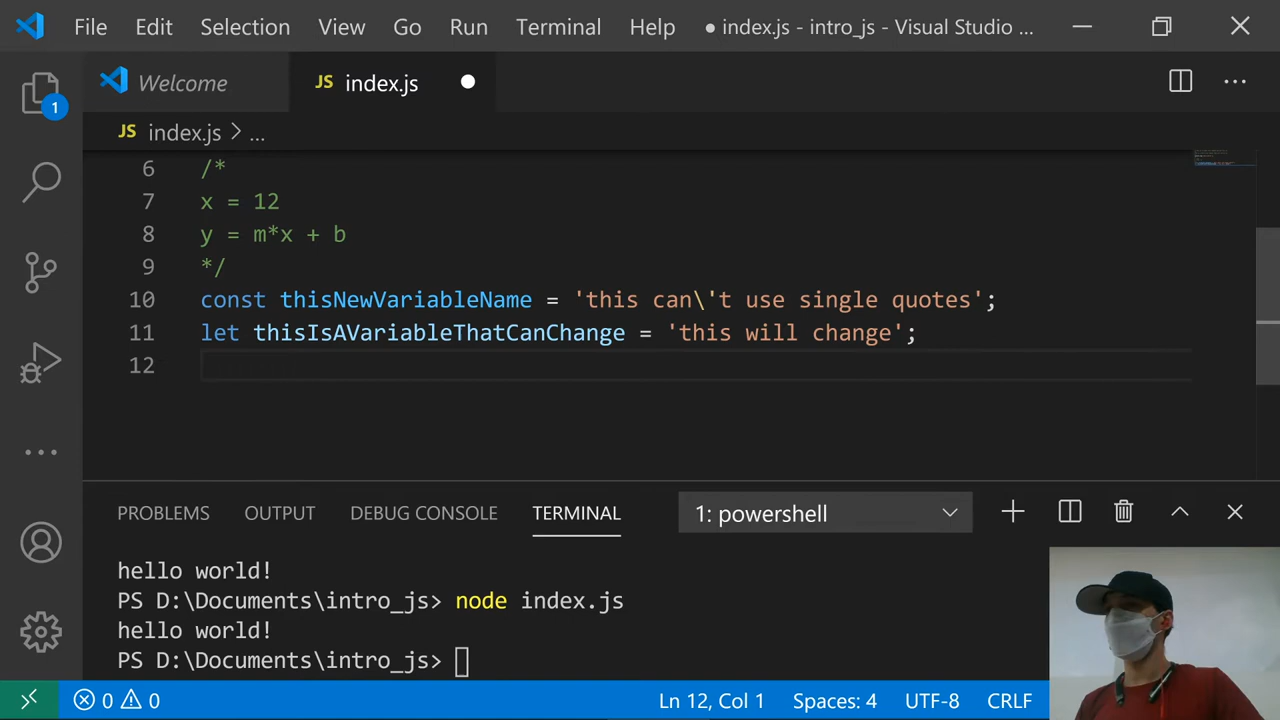 File Edit Selection View Go Run Terminal Help ● index.js - intro_js - Visual Studio ...
Welcome JS index.js
1
JS index.js > ...
6 /*
7 x = 12
8 y = m*x + b
9 */
10 const thisNewVariableName = 'this can\'t use single quotes';
11 let thisIsAVariableThatCanChange = 'this will change';
12
PROBLEMS OUTPUT DEBUG CONSOLE TERMINAL 1: powershell
hello world!
PS D:\Documents\intro_js> node index.js
hello world!
PS D:\Documents\intro_js>
0 0 Ln 12, Col 1 Spaces: 4 UTF-8 CRLF